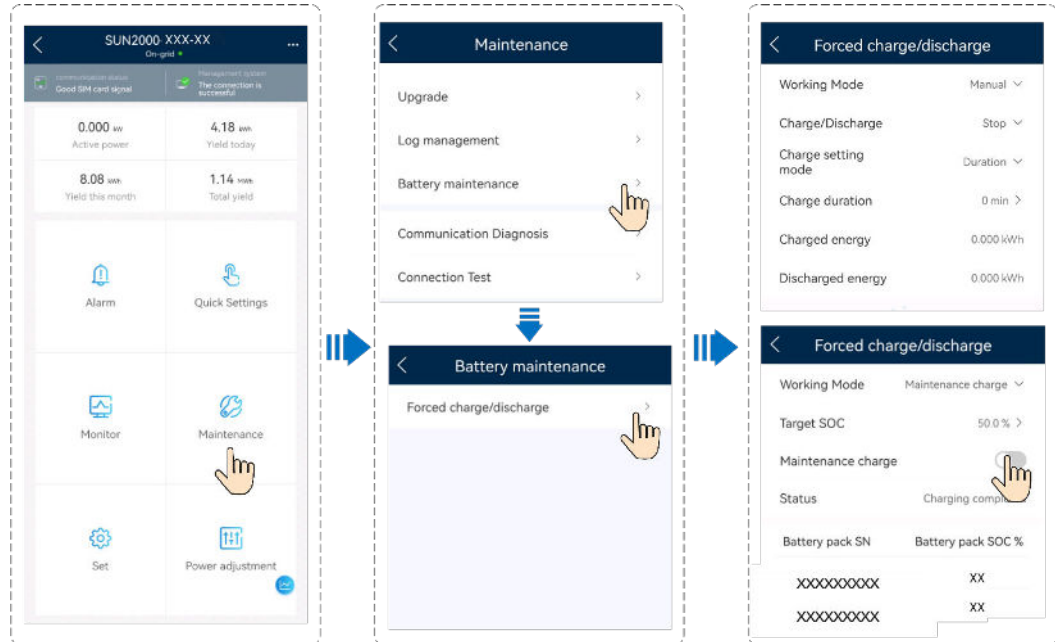 SUN2000- XXX-XX
On-grid
...
communication status
Good SIM card signal
Management system
The connection is
successful
0.000 kW
Active power
4.18 kWh
Yield today
8.08 kWh
Yield this month
1.14 MWh
Total yield
Alarm
Quick Settings
Monitor
Maintenance
Set
Power adjustment
Maintenance
Upgrade
Log management
Battery maintenance
Communication Diagnosis
Connection Test
Battery maintenance
Forced charge/discharge
Forced charge/discharge
Working Mode Manual
Charge/Discharge Stop
Charge setting
mode
Duration
Charge duration 0 min
Charged energy 0.000 kWh
Discharged energy 0.000 kWh
Forced charge/discharge
Working Mode Maintenance charge
Target SOC 50.0 %
Maintenance charge
Status Charging
Battery pack SN Battery pack SOC %
XXXXXXXXX XX
XXXXXXXXX XX